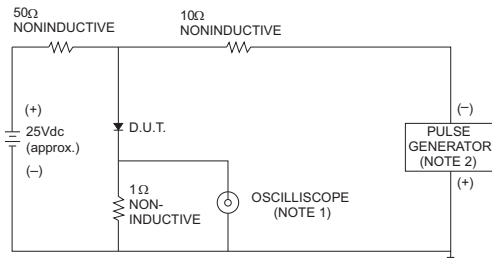 50Ω
NONINDUCTIVE
10Ω
NONINDUCTIVE
(+)
25Vdc
(approx.)
(–)
D.U.T.
1Ω
NON-
INDUCTIVE
OSCILLISCOPE
(NOTE 1)
(–)
PULSE
GENERATOR
(NOTE 2)
(+)